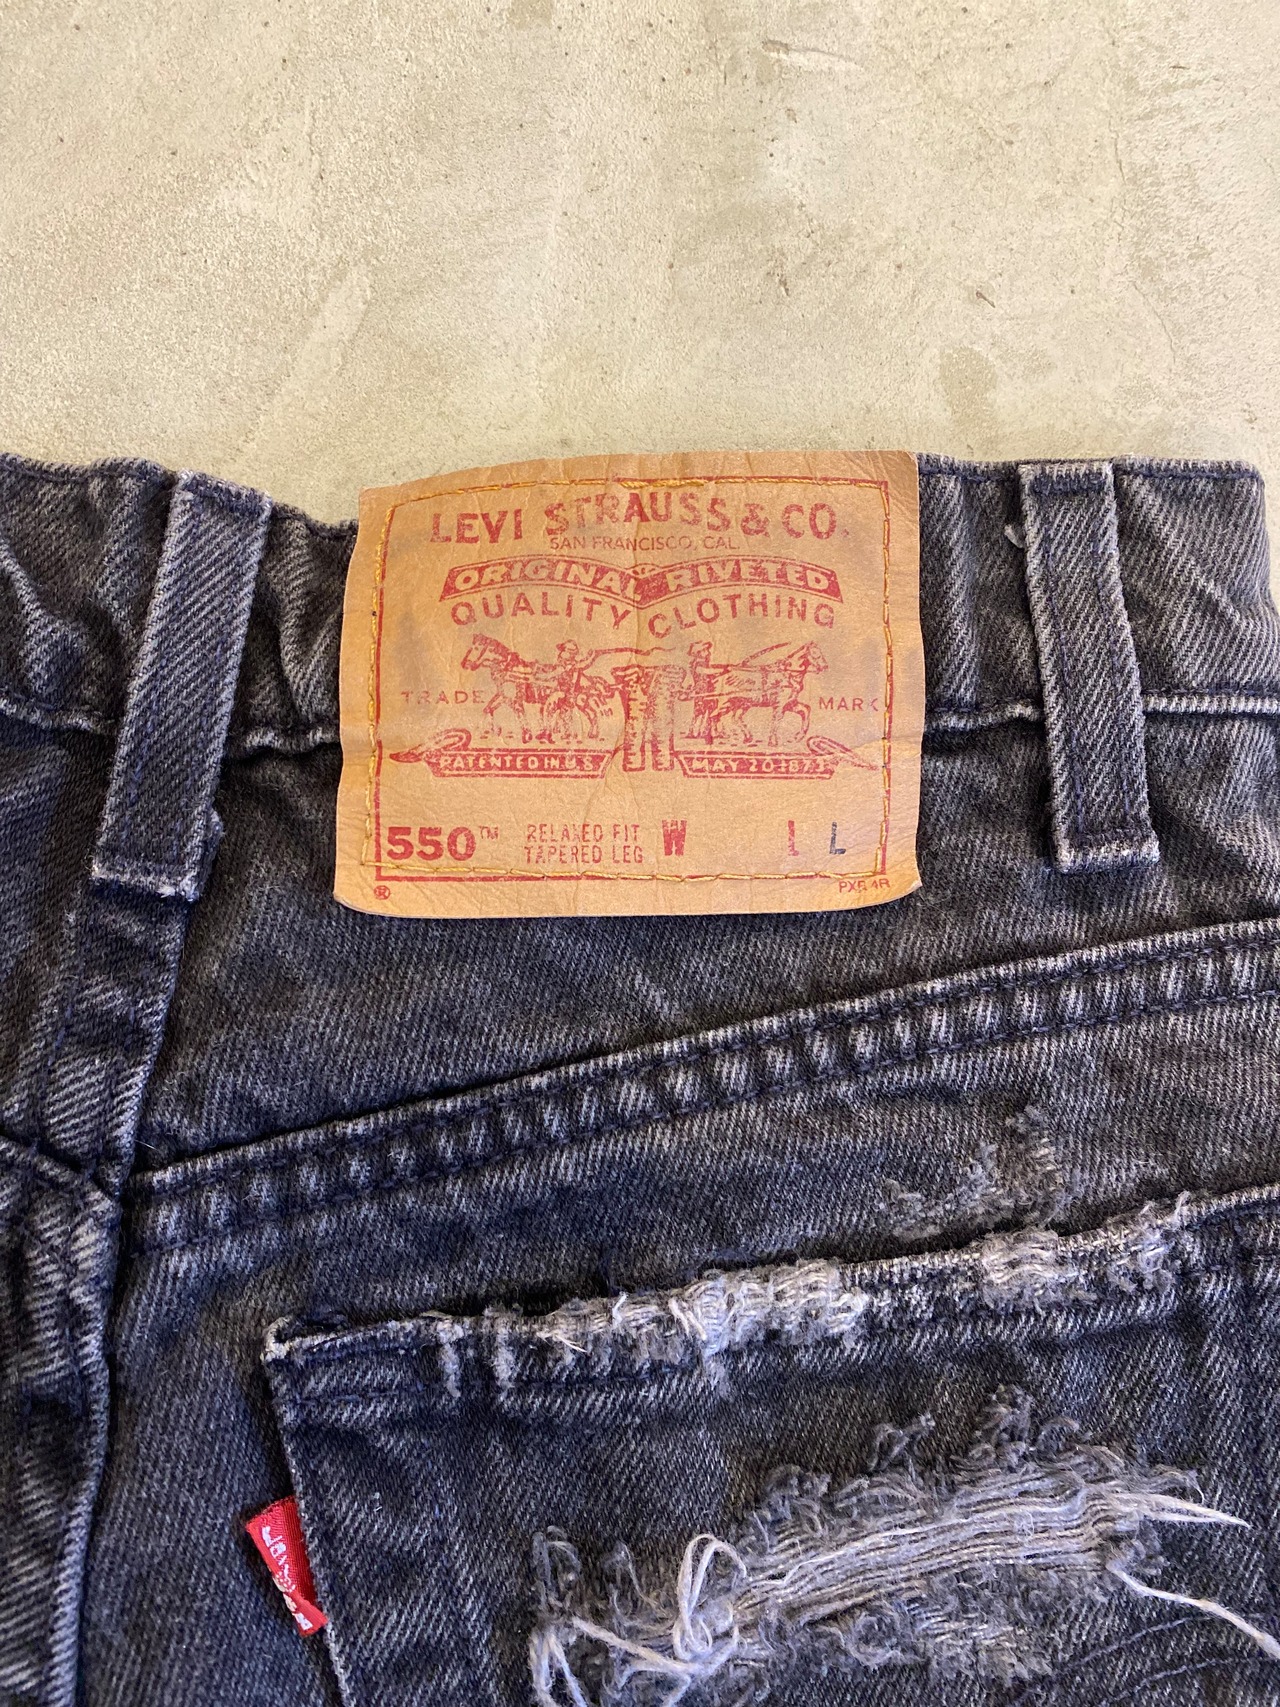 LEVI STRAUSS & CO.
SAN FRANCISCO, CAL.
ORIGINAL RIVETED
QUALITY CLOTHING
TRADE MARK
PATENTED IN U.S. MAY 20 1873
550™ RELAXED FIT W L L
TAPERED LEG
®